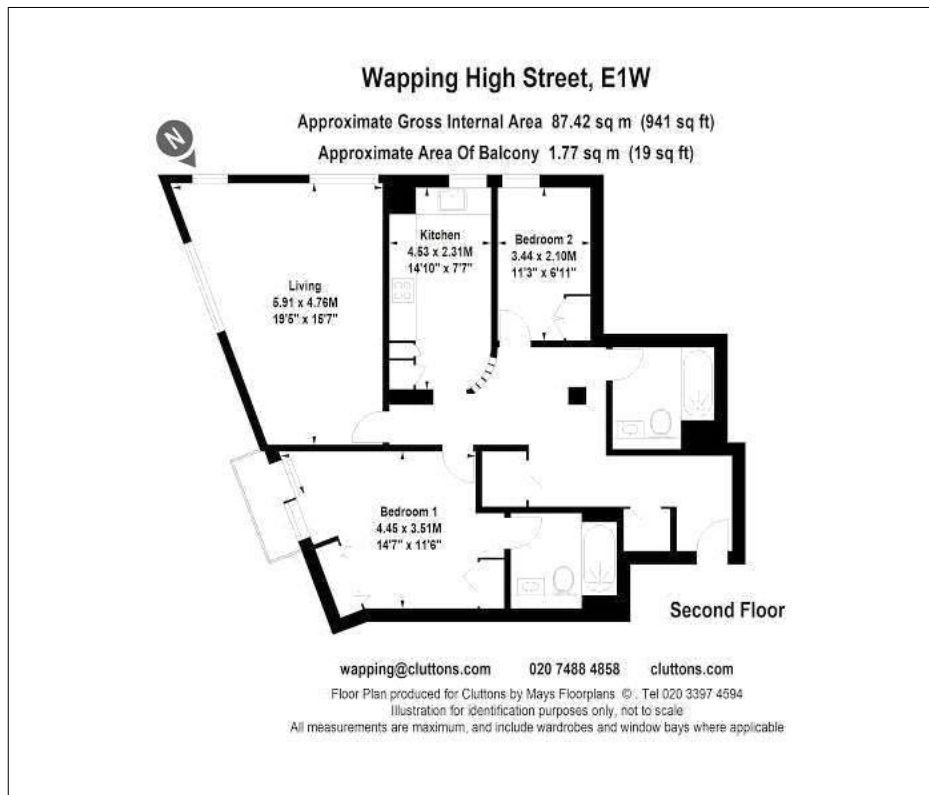 Wapping High Street, E1W
Approximate Gross Internal Area 87.42 sq m (941 sq ft)
Approximate Area Of Balcony 1.77 sq m (19 sq ft)
N
Kitchen
4.53 x 2.31M
14'10" x 7'7"
Bedroom 2
3.44 x 2.10M
11'3" x 6'11"
Living
5.91 x 4.76M
19'5" x 15'7"
Bedroom 1
4.45 x 3.51M
14'7" x 11'6"
Second Floor
wapping@cluttons.com 020 7488 4858 cluttons.com
Floor Plan produced for Cluttons by Mays Floorplans © . Tel 020 3397 4594
Illustration for identification purposes only, not to scale
All measurements are maximum, and include wardrobes and window bays where applicable